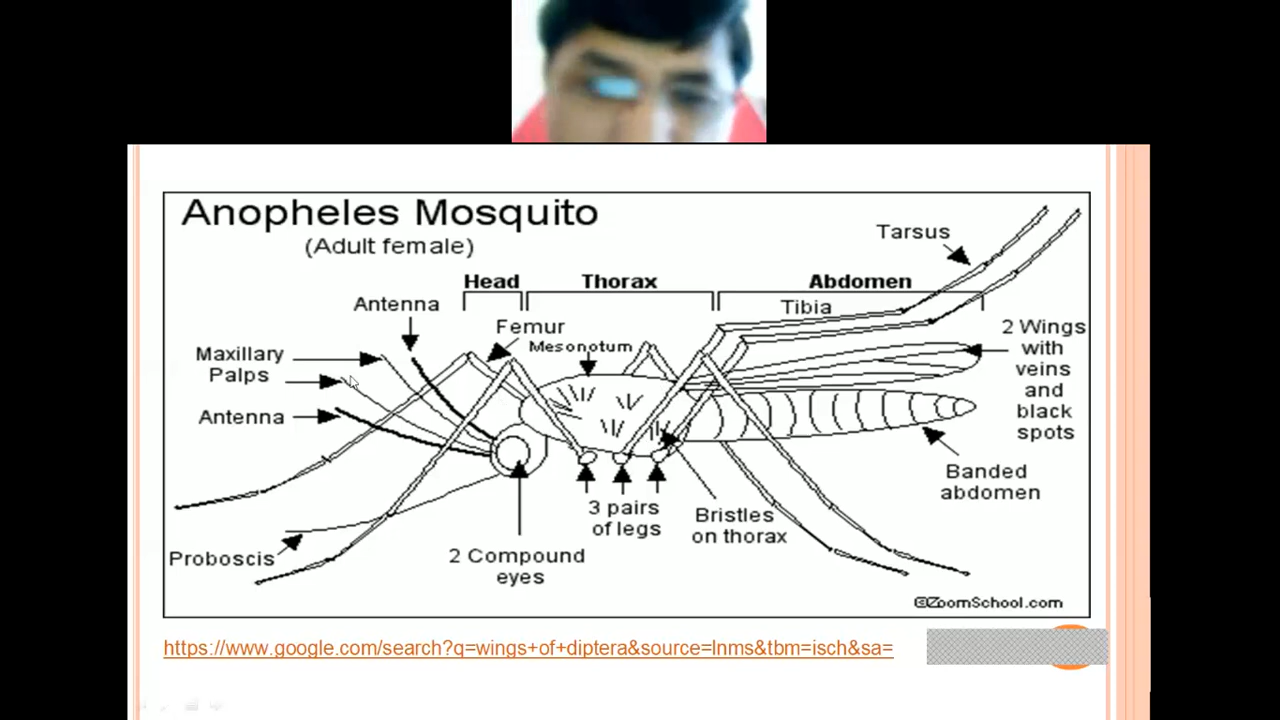 Anopheles Mosquito
(Adult female)
Tarsus
Head
Thorax
Abdomen
Antenna
Tibia
Femur
2 Wings
with
veins
and
black
spots
Mesonotum
Maxillary
Palps
Antenna
Banded
abdomen
3 pairs
of legs
Bristles
on thorax
Proboscis
2 Compound
eyes
©ZoomSchool.com
https://www.google.com/search?q=wings+of+diptera&source=lnms&tbm=isch&sa=